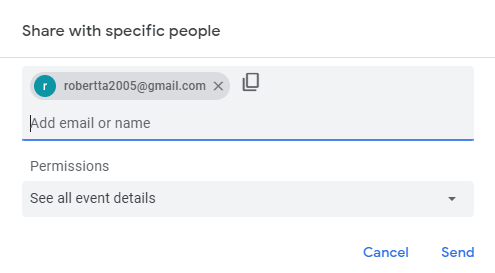 Share with specific people
r robertta2005@gmail.com
Add email or name
Permissions
See all event details
Cancel Send